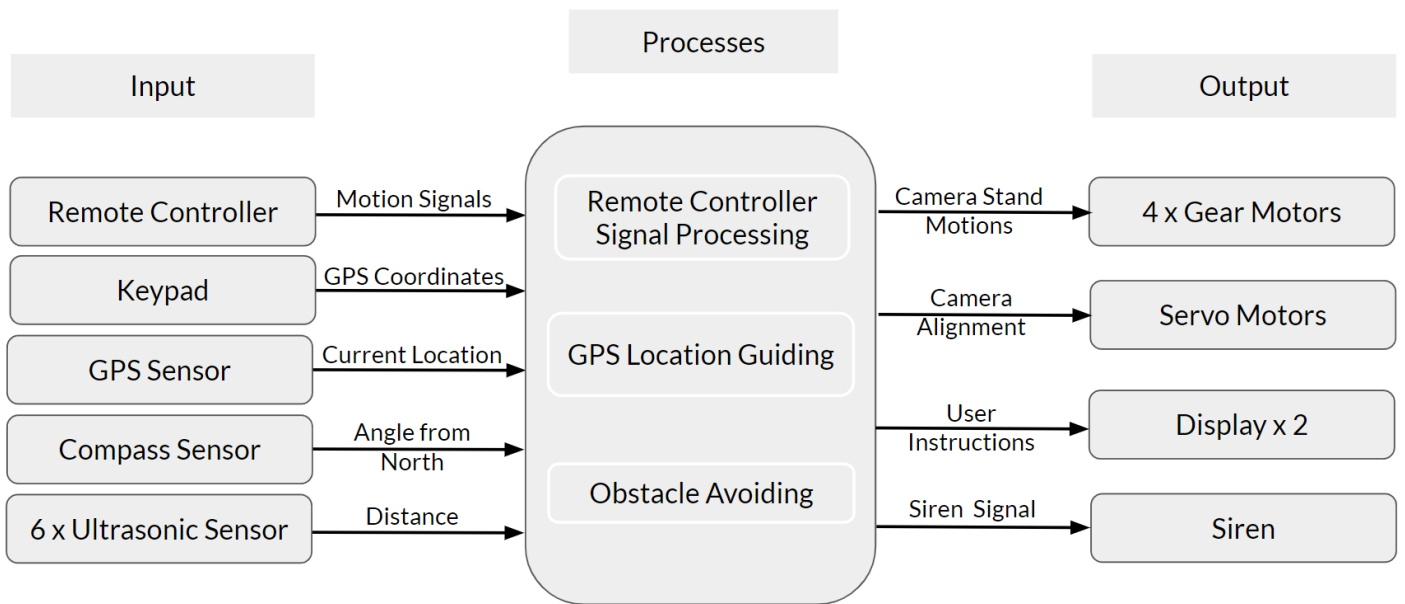 Input
Processes
Output
Remote Controller
Motion Signals
Keypad
GPS Coordinates
GPS Sensor
Current Location
Compass Sensor
Angle from
North
6 x Ultrasonic Sensor
Distance
Remote Controller
Signal Processing
GPS Location Guiding
Obstacle Avoiding
Camera Stand
Motions
4 x Gear Motors
Camera
Alignment
Servo Motors
User
Instructions
Display x 2
Siren Signal
Siren